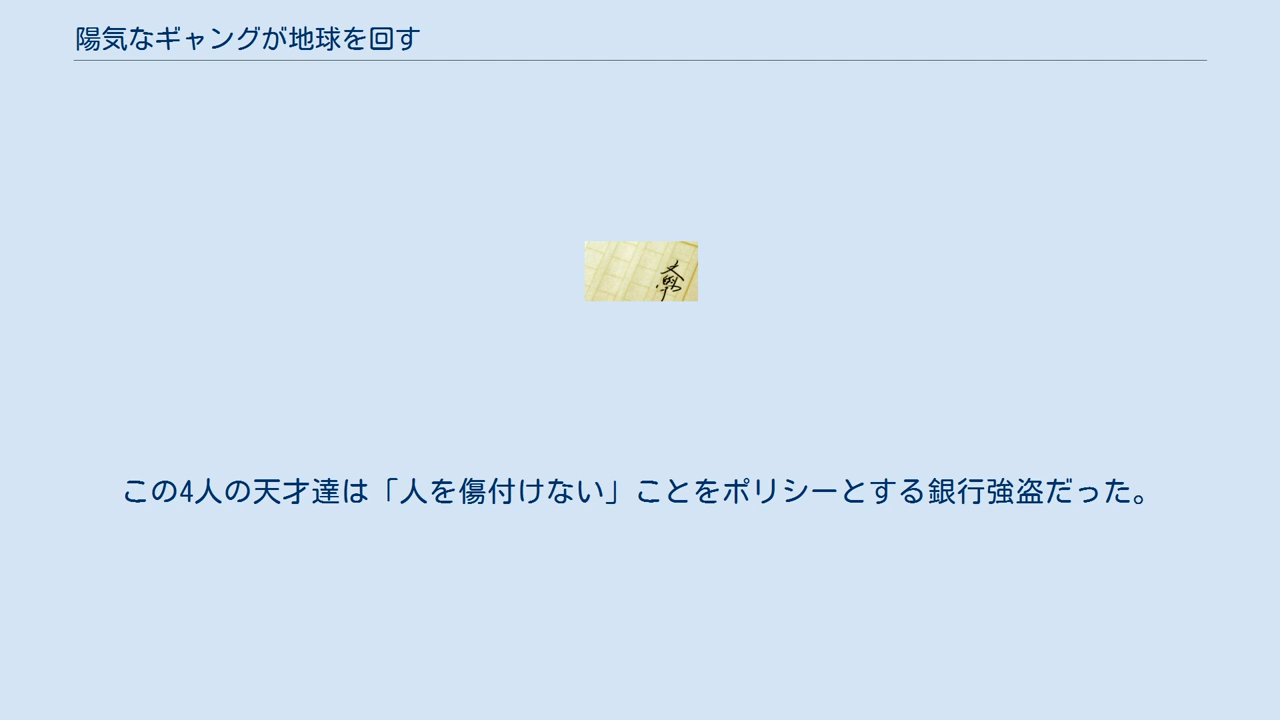 陽気なギャングが地球を回す
この4人の天才達は「人を傷付けない」ことをポリシーとする銀行強盗だった。